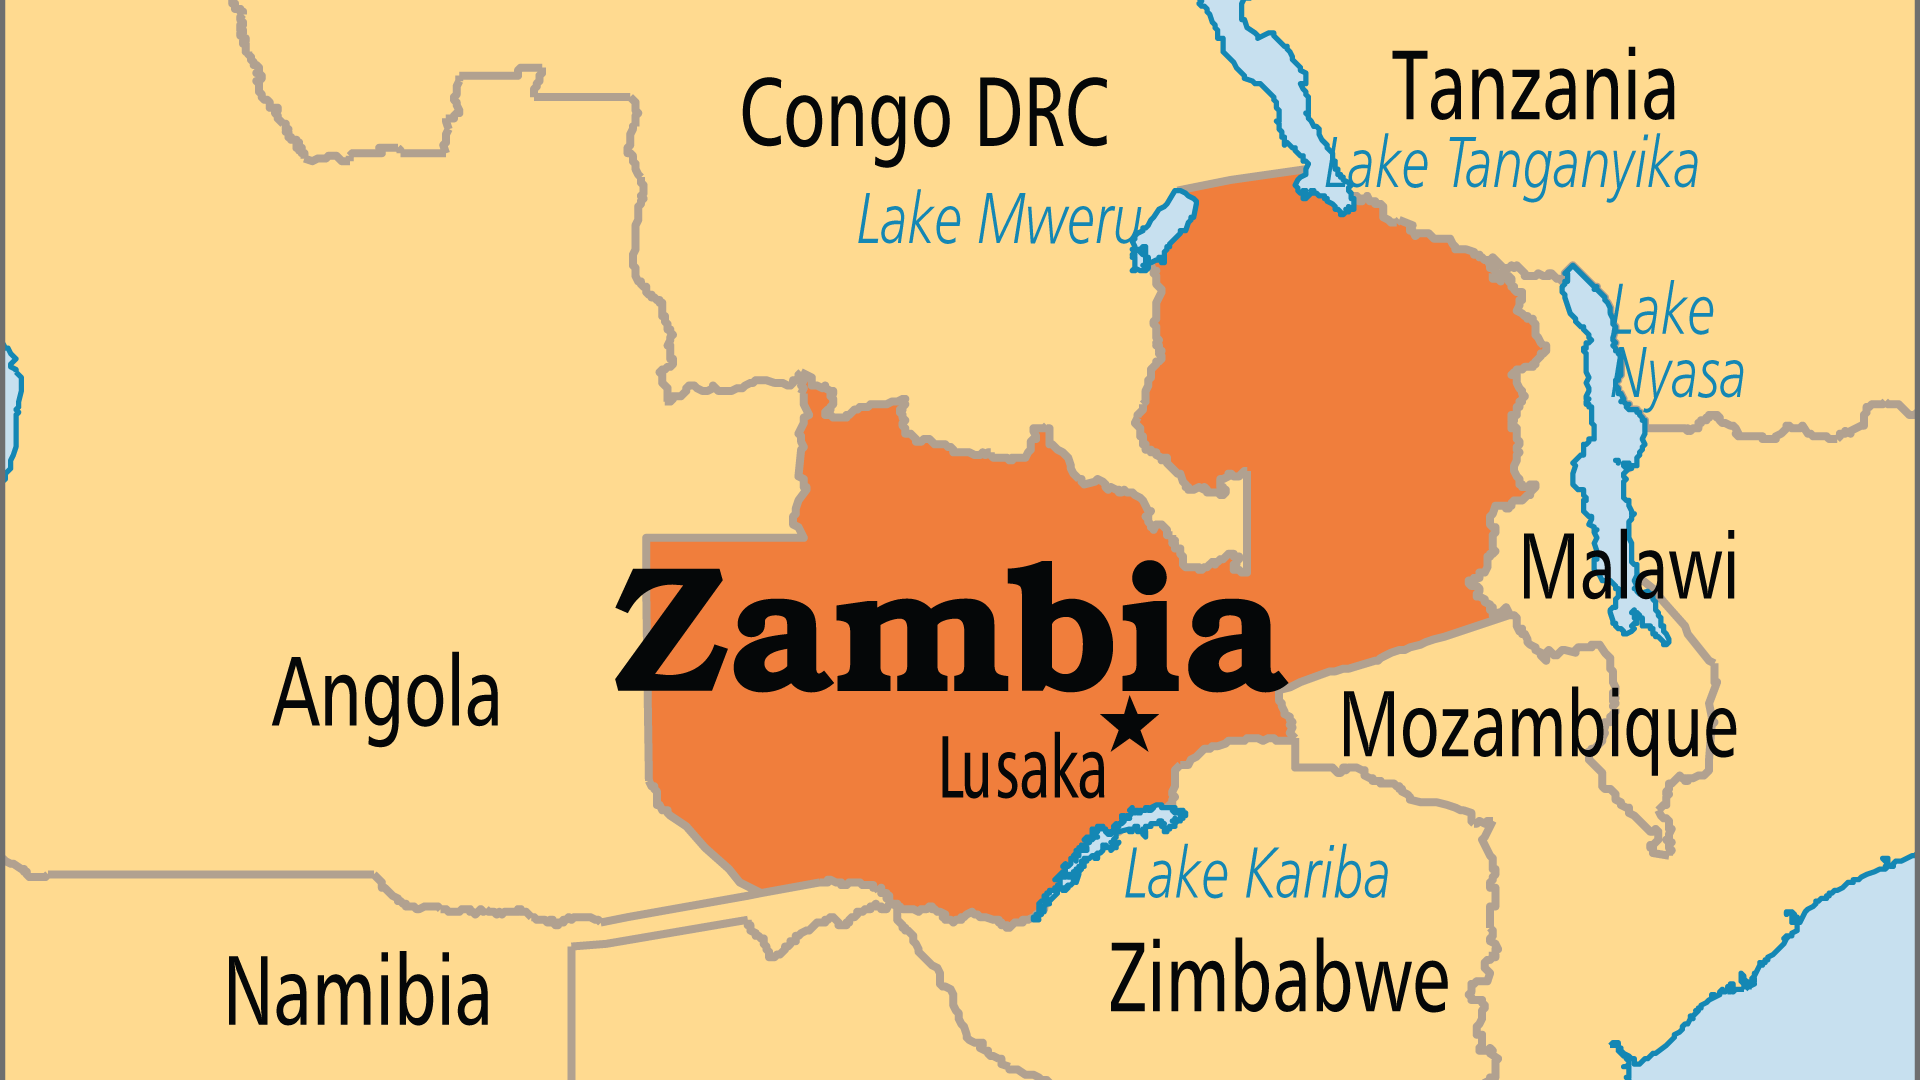 Congo DRC
Tanzania
Lake Tanganyika
Lake Mweru
Lake
Nyasa
Malawi
Zambia
Angola
Mozambique
Lusaka
Lake Kariba
Namibia
Zimbabwe